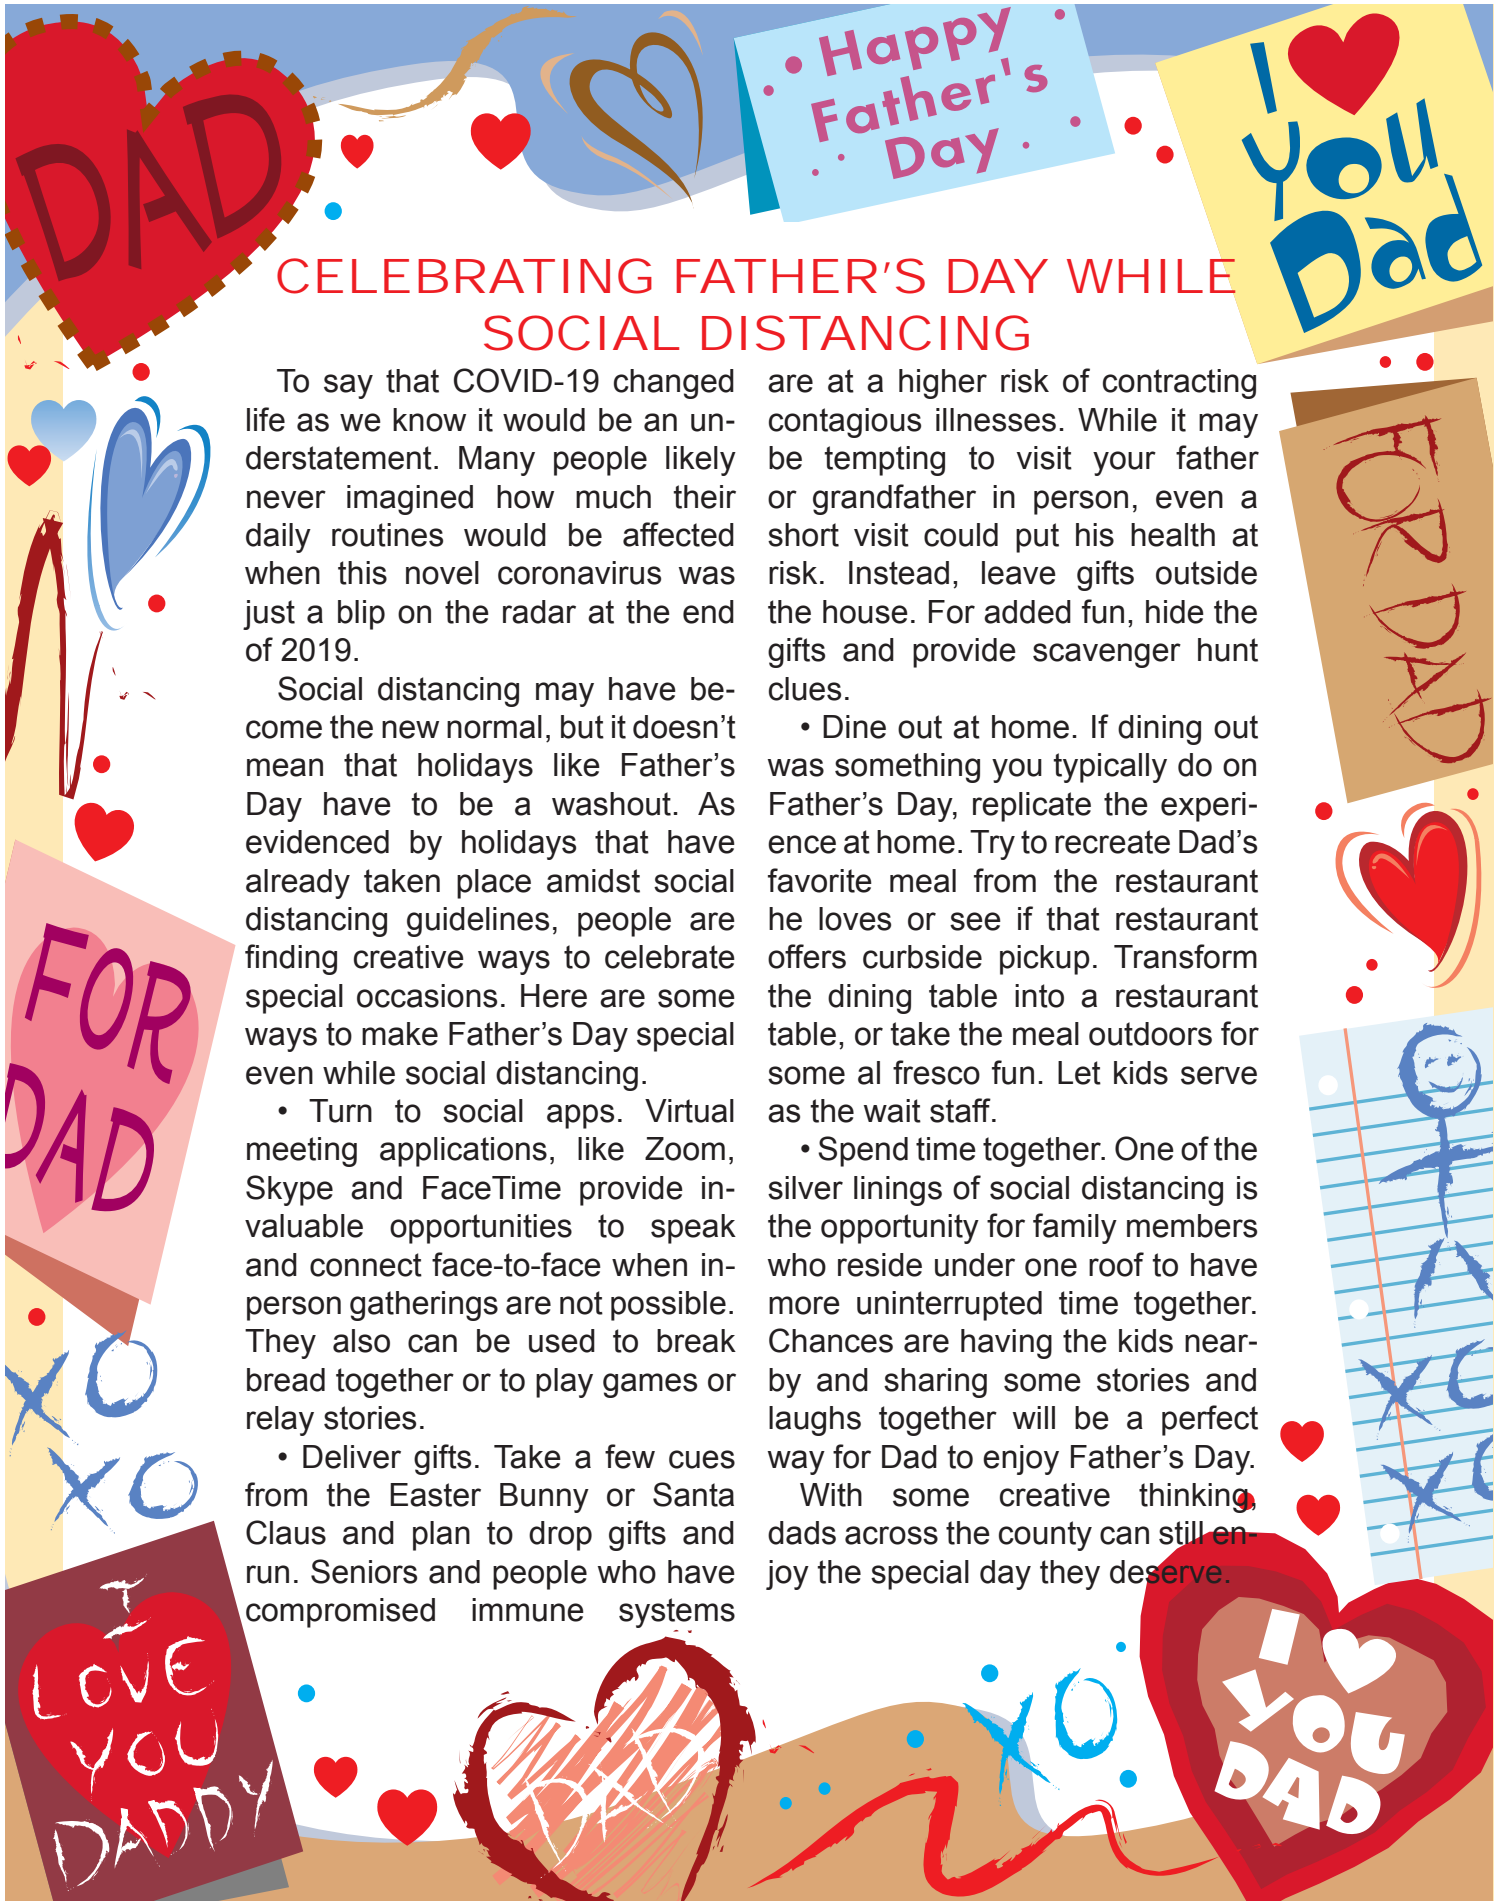 DAD
Happy
Father's
Day
I
You
Dad
CELEBRATING FATHER’S DAY WHILE
SOCIAL DISTANCING
To say that COVID-19 changed
life as we know it would be an un-
derstatement. Many people likely
never imagined how much their
daily routines would be affected
when this novel coronavirus was
just a blip on the radar at the end
of 2019.
Social distancing may have be-
come the new normal, but it doesn’t
mean that holidays like Father’s
Day have to be a washout. As
evidenced by holidays that have
already taken place amidst social
distancing guidelines, people are
finding creative ways to celebrate
special occasions. Here are some
ways to make Father’s Day special
even while social distancing.
• Turn to social apps. Virtual
meeting applications, like Zoom,
Skype and FaceTime provide in-
valuable opportunities to speak
and connect face-to-face when in-
person gatherings are not possible.
They also can be used to break
bread together or to play games or
relay stories.
• Deliver gifts. Take a few cues
from the Easter Bunny or Santa
Claus and plan to drop gifts and
run. Seniors and people who have
compromised immune systems
are at a higher risk of contracting
contagious illnesses. While it may
be tempting to visit your father
or grandfather in person, even a
short visit could put his health at
risk. Instead, leave gifts outside
the house. For added fun, hide the
gifts and provide scavenger hunt
clues.
• Dine out at home. If dining out
was something you typically do on
Father’s Day, replicate the experi-
ence at home. Try to recreate Dad’s
favorite meal from the restaurant
he loves or see if that restaurant
offers curbside pickup. Transform
the dining table into a restaurant
table, or take the meal outdoors for
some al fresco fun. Let kids serve
as the wait staff.
• Spend time together. One of the
silver linings of social distancing is
the opportunity for family members
who reside under one roof to have
more uninterrupted time together.
Chances are having the kids near-
by and sharing some stories and
laughs together will be a perfect
way for Dad to enjoy Father’s Day.
With some creative thinking,
dads across the county can still en-
joy the special day they deserve.
FOR DAD
FOR
DAD
XO
XO
XO
XO
I
LOVE
YOU
DADDY
DAD
XO
I
YOU
DAD